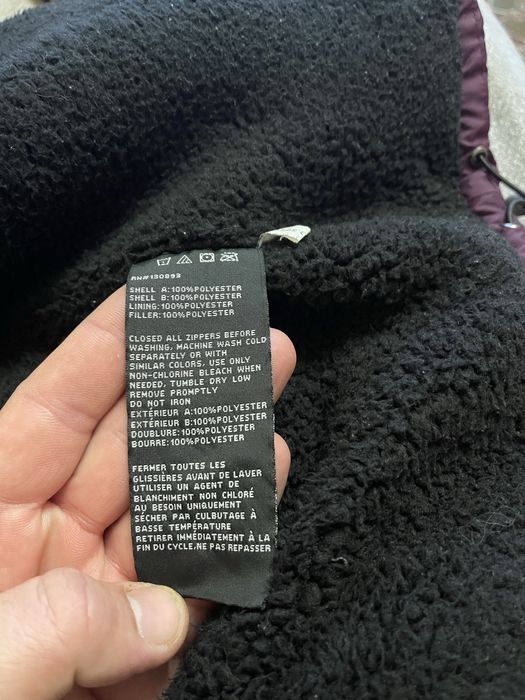 RN#130893
SHELL A:100%POLYESTER
SHELL B:100%POLYESTER
LINING:100%POLYESTER
FILLER:100%POLYESTER
CLOSED ALL ZIPPERS BEFORE
WASHING, MACHINE WASH COLD
SEPARATELY OR WITH
SIMILAR COLORS, USE ONLY
NON-CHLORINE BLEACH WHEN
NEEDED, TUMBLE DRY LOW
REMOVE PROMPTLY
DO NOT IRON
EXTÉRIEUR A:100%POLYESTER
EXTÉRIEUR B:100%POLYESTER
DOUBLURE:100%POLYESTER
BOURRE:100%POLYESTER
FERMER TOUTES LES
GLISSIÈRES AVANT DE LAVER
UTILISER UN AGENT DE
BLANCHIMENT NON CHLORÉ
AU BESOIN UNIQUEMENT
SÉCHER PAR CULBUTAGE À
BASSE TEMPÉRATURE
RETIRER IMMÉDIATEMENT À LA
FIN DU CYCLE,NE PAS REPASSER